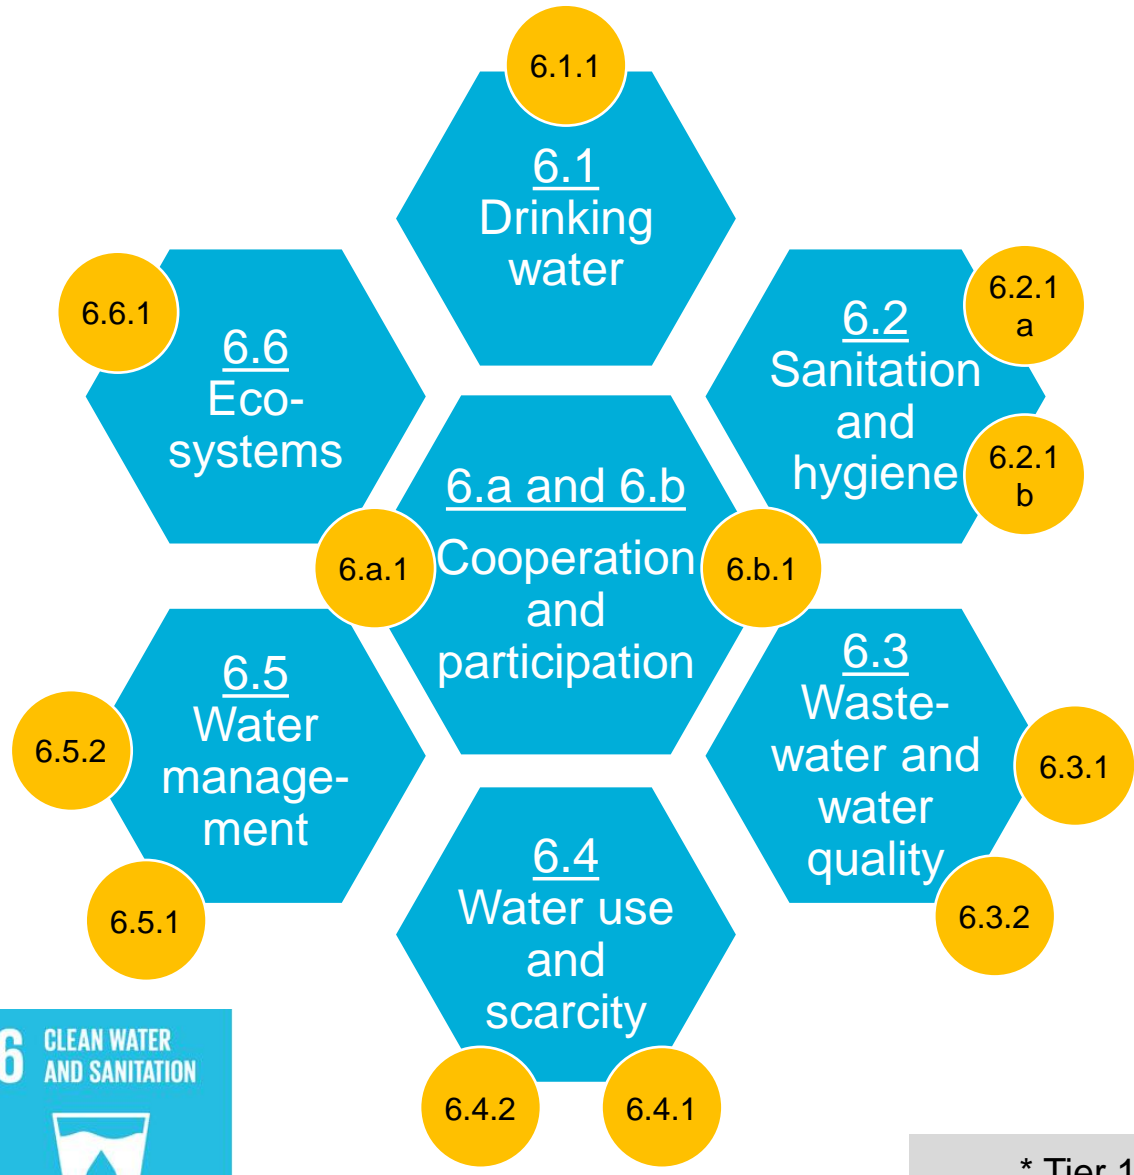 6.1.1
6.1
Drinking
water
6.6.1
6.6
Eco-
systems
6.2.1
a
6.2
Sanitation
and
hygiene
6.2.1
b
6.a and 6.b
Cooperation
and
participation
6.a.1
6.b.1
6.5
Water
manage-
ment
6.5.2
6.5.1
6.3
Waste-
water and
water
quality
6.3.1
6.3.2
6.4
Water use
and
scarcity
6.4.2
6.4.1
6 CLEAN WATER
AND SANITATION
* Tier 1